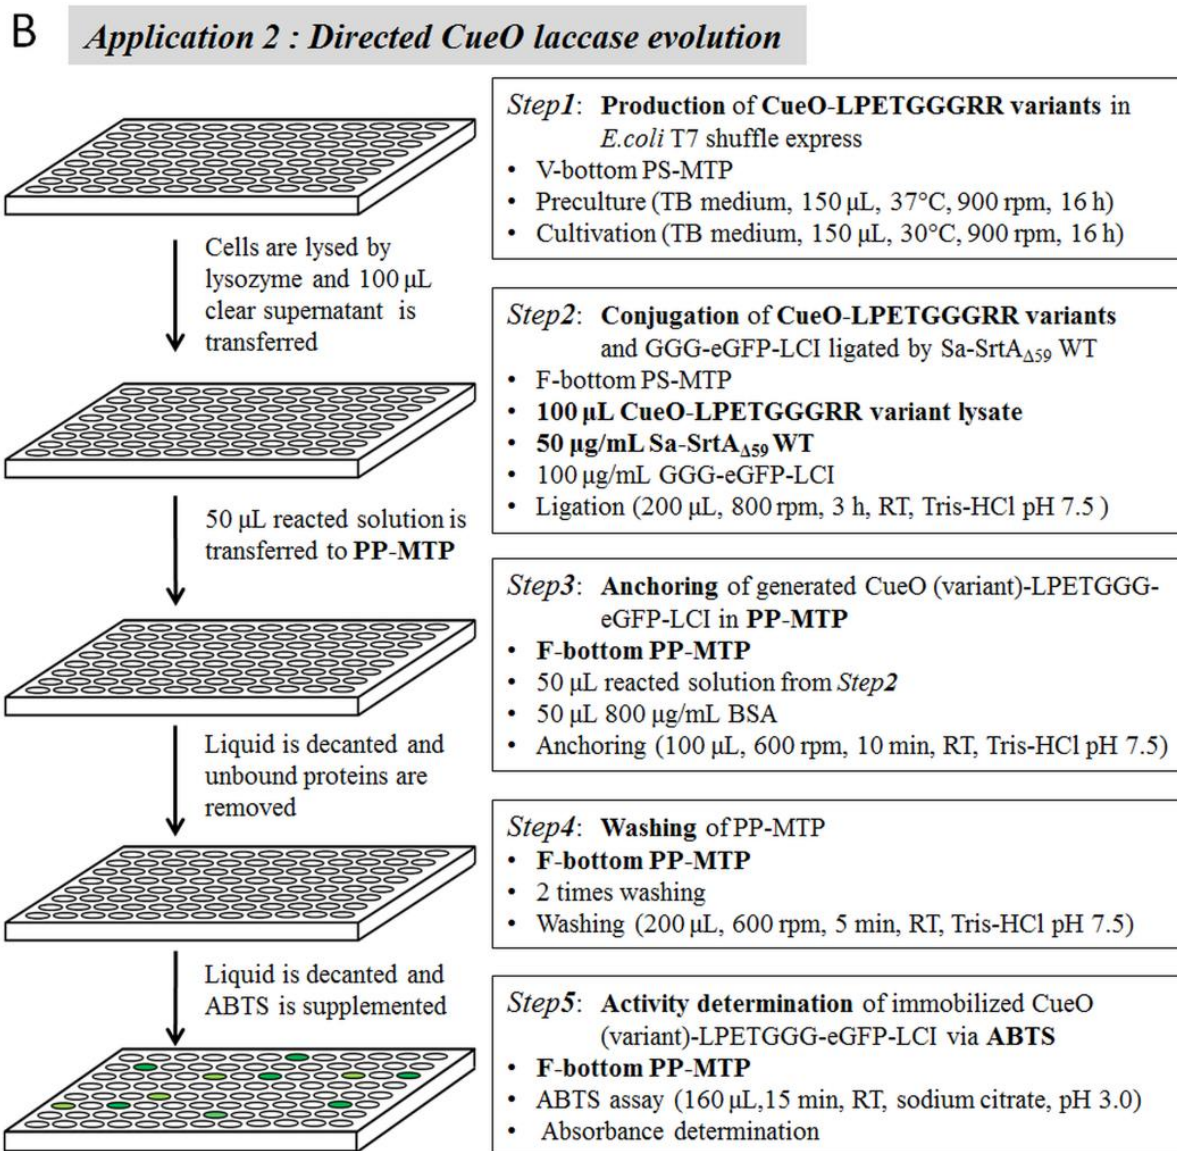 B
Application 2 : Directed CueO laccase evolution
Step1: Production of CueO-LPETGGGRR variants in
E.coli T7 shuffle express
• V-bottom PS-MTP
• Preculture (TB medium, 150 µL, 37°C, 900 rpm, 16 h)
• Cultivation (TB medium, 150 µL, 30°C, 900 rpm, 16 h)
Cells are lysed by
lysozyme and 100 µL
clear supernatant is
transferred
Step2: Conjugation of CueO-LPETGGGRR variants
and GGG-eGFP-LCI ligated by Sa-SrtAΔ59 WT
• F-bottom PS-MTP
• 100 µL CueO-LPETGGGRR variant lysate
• 50 µg/mL Sa-SrtAΔ59 WT
• 100 µg/mL GGG-eGFP-LCI
• Ligation (200 µL, 800 rpm, 3 h, RT, Tris-HCl pH 7.5 )
50 µL reacted solution is
transferred to PP-MTP
Step3: Anchoring of generated CueO (variant)-LPETGGG-
eGFP-LCI in PP-MTP
• F-bottom PP-MTP
• 50 µL reacted solution from Step2
• 50 µL 800 µg/mL BSA
• Anchoring (100 µL, 600 rpm, 10 min, RT, Tris-HCl pH 7.5)
Liquid is decanted and
unbound proteins are
removed
Step4: Washing of PP-MTP
• F-bottom PP-MTP
• 2 times washing
• Washing (200 µL, 600 rpm, 5 min, RT, Tris-HCl pH 7.5)
Liquid is decanted and
ABTS is supplemented
Step5: Activity determination of immobilized CueO
(variant)-LPETGGG-eGFP-LCI via ABTS
• F-bottom PP-MTP
• ABTS assay (160 µL,15 min, RT, sodium citrate, pH 3.0)
• Absorbance determination